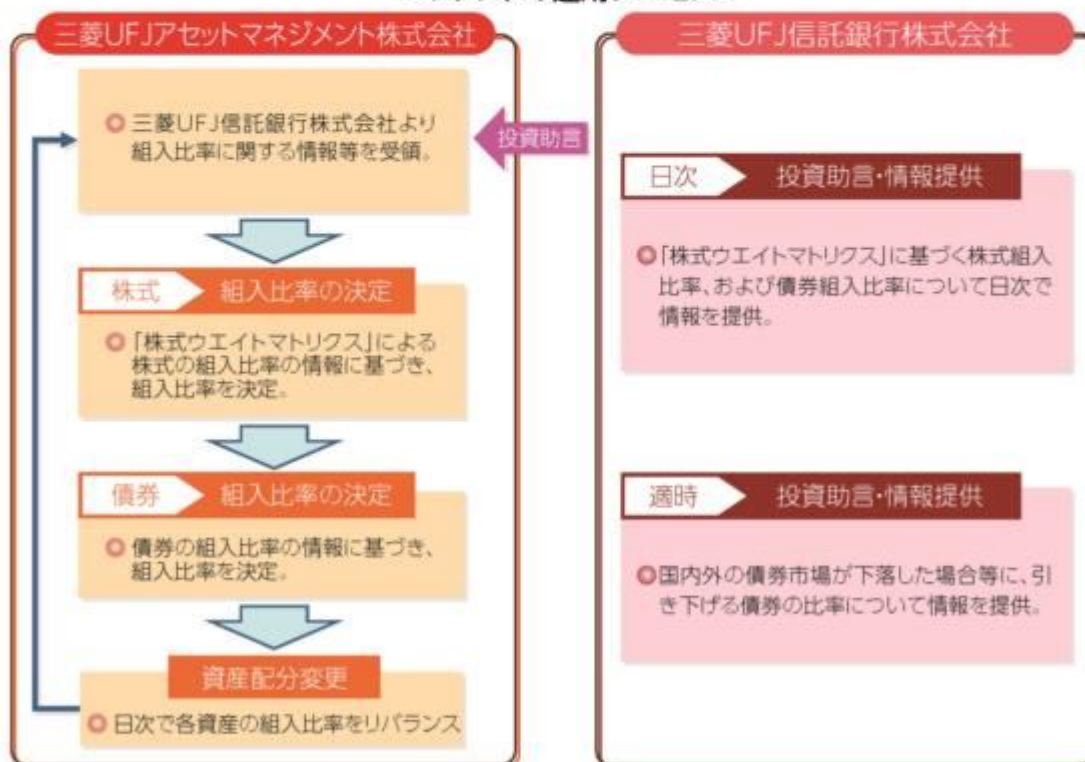 三菱UFJアセットマネジメント株式会社
◎ 三菱UFJ信託銀行株式会社より
組入比率に関する情報等を受領。
投資助言
株式 組入比率の決定
◎ 「株式ウエイトマトリクス」による
株式の組入比率の情報に基づき、
組入比率を決定。
債券 組入比率の決定
◎ 債券の組入比率の情報に基づき、
組入比率を決定。
資産配分変更
◎ 日次で各資産の組入比率をリバランス
三菱UFJ信託銀行株式会社
日次 投資助言・情報提供
◎「株式ウエイトマトリクス」に基づく株式組入
比率、および債券組入比率について日次で
情報を提供。
適時 投資助言・情報提供
◎国内外の債券市場が下落した場合等に、引
き下げる債券の比率について情報を提供。